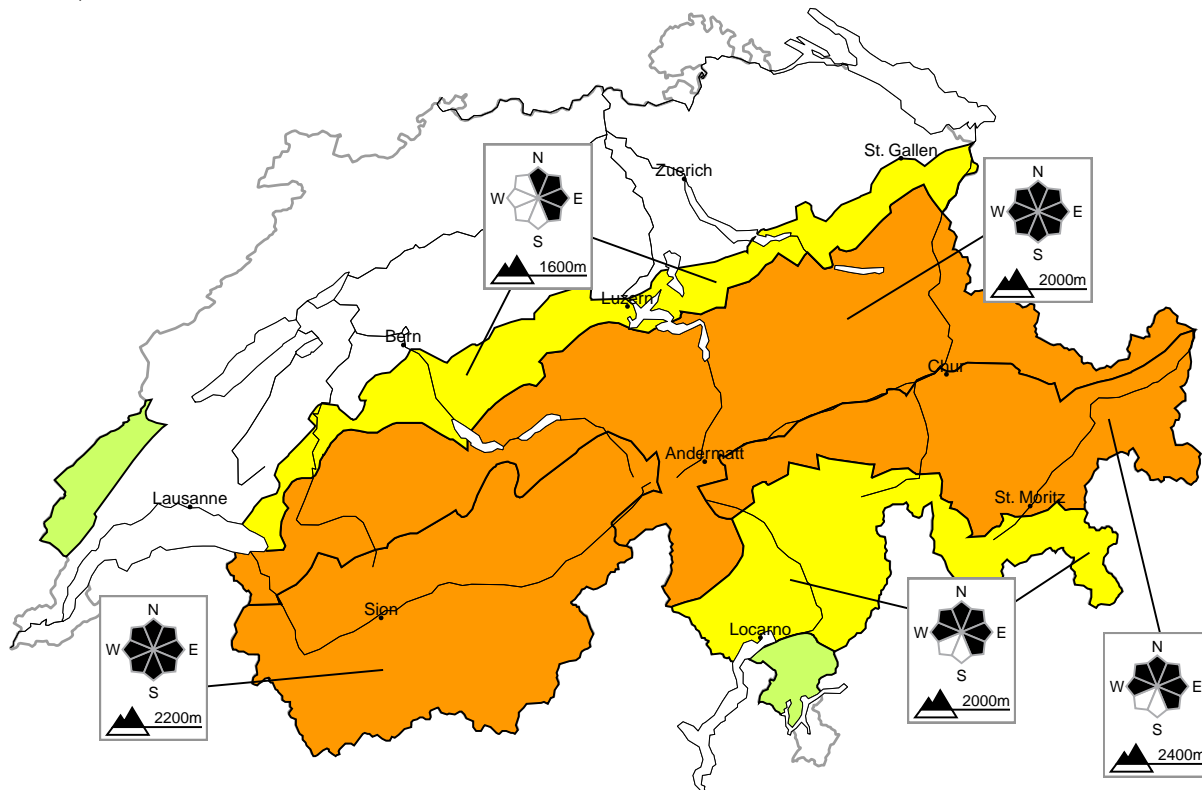 St. Gallen
N
W E
S
1600m
Zuerich
N
W E
S
2000m
Luzern
Bern
Chur
Andermatt
Lausanne
St. Moritz
N
W E
S
2200m
Sion
Locarno
N
W E
S
2000m
N
W E
S
2400m